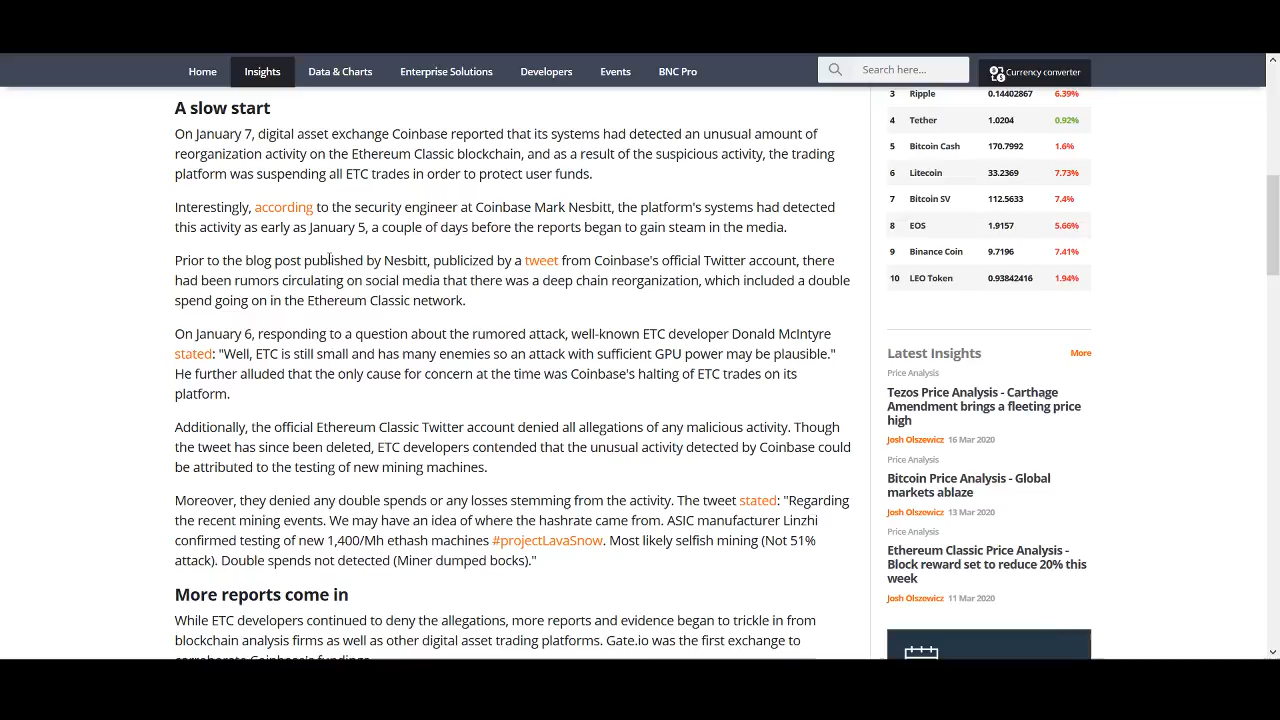 Home Insights Data & Charts Enterprise Solutions Developers Events BNC Pro Search here... Currency converter
A slow start
On January 7, digital asset exchange Coinbase reported that its systems had detected an unusual amount of
reorganization activity on the Ethereum Classic blockchain, and as a result of the suspicious activity, the trading
platform was suspending all ETC trades in order to protect user funds.
Interestingly, according to the security engineer at Coinbase Mark Nesbitt, the platform's systems had detected
this activity as early as January 5, a couple of days before the reports began to gain steam in the media.
Prior to the blog post published by Nesbitt, publicized by a tweet from Coinbase's official Twitter account, there
had been rumors circulating on social media that there was a deep chain reorganization, which included a double
spend going on in the Ethereum Classic network.
On January 6, responding to a question about the rumored attack, well-known ETC developer Donald McIntyre
stated: "Well, ETC is still small and has many enemies so an attack with sufficient GPU power may be plausible."
He further alluded that the only cause for concern at the time was Coinbase's halting of ETC trades on its
platform.
Additionally, the official Ethereum Classic Twitter account denied all allegations of any malicious activity. Though
the tweet has since been deleted, ETC developers contended that the unusual activity detected by Coinbase could
be attributed to the testing of new mining machines.
Moreover, they denied any double spends or any losses stemming from the activity. The tweet stated: "Regarding
the recent mining events. We may have an idea of where the hashrate came from. ASIC manufacturer Linzhi
confirmed testing of new 1,400/Mh ethash machines #projectLavaSnow. Most likely selfish mining (Not 51%
attack). Double spends not detected (Miner dumped bocks)."
More reports come in
While ETC developers continued to deny the allegations, more reports and evidence began to trickle in from
blockchain analysis firms as well as other digital asset trading platforms. Gate.io was the first exchange to
corroborate Coinbase's fundings.
3 Ripple 0.14402867 6.39%
4 Tether 1.0204 0.92%
5 Bitcoin Cash 170.7992 1.6%
6 Litecoin 33.2369 7.73%
7 Bitcoin SV 112.5633 7.4%
8 EOS 1.9157 5.66%
9 Binance Coin 9.7196 7.41%
10 LEO Token 0.93842416 1.94%
Latest Insights More
Price Analysis
Tezos Price Analysis - Carthage
Amendment brings a fleeting price
high
Josh Olszewicz 16 Mar 2020
Price Analysis
Bitcoin Price Analysis - Global
markets ablaze
Josh Olszewicz 13 Mar 2020
Price Analysis
Ethereum Classic Price Analysis -
Block reward set to reduce 20% this
week
Josh Olszewicz 11 Mar 2020